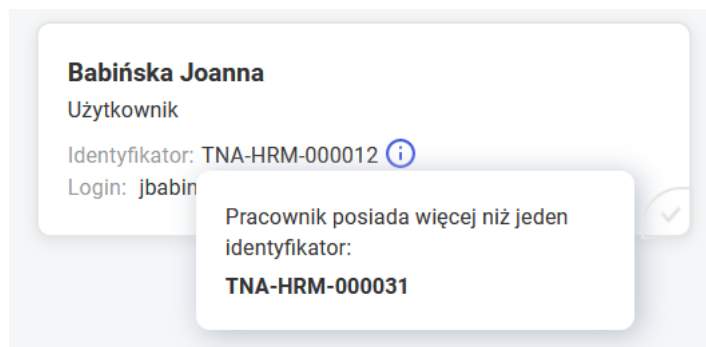 Babińska Joanna
Użytkownik
Identyfikator: TNA-HRM-000012
Login: jbabin
Pracownik posiada więcej niż jeden
identyfikator:
TNA-HRM-000031